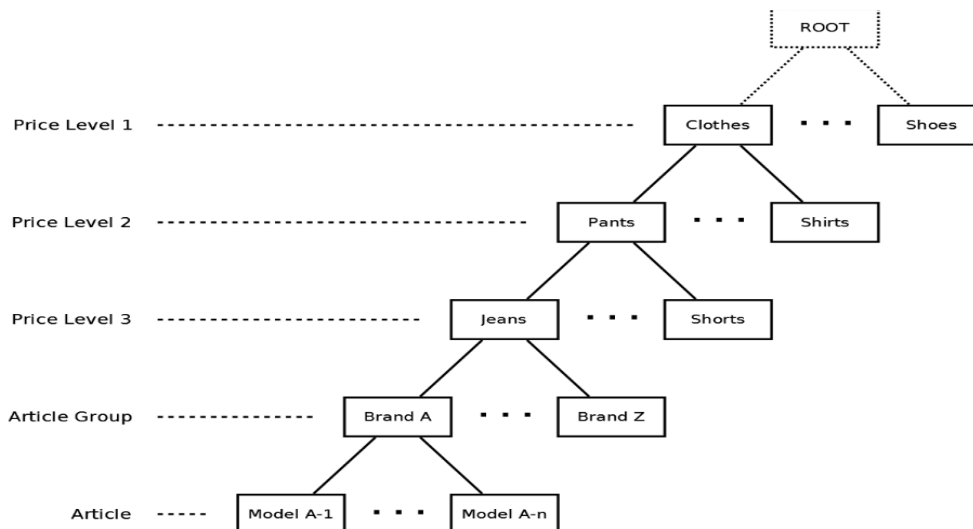 ROOT
Price Level 1 Clothes Shoes
Price Level 2 Pants Shirts
Price Level 3 Jeans Shorts
Article Group Brand A Brand Z
Article Model A-1 Model A-n